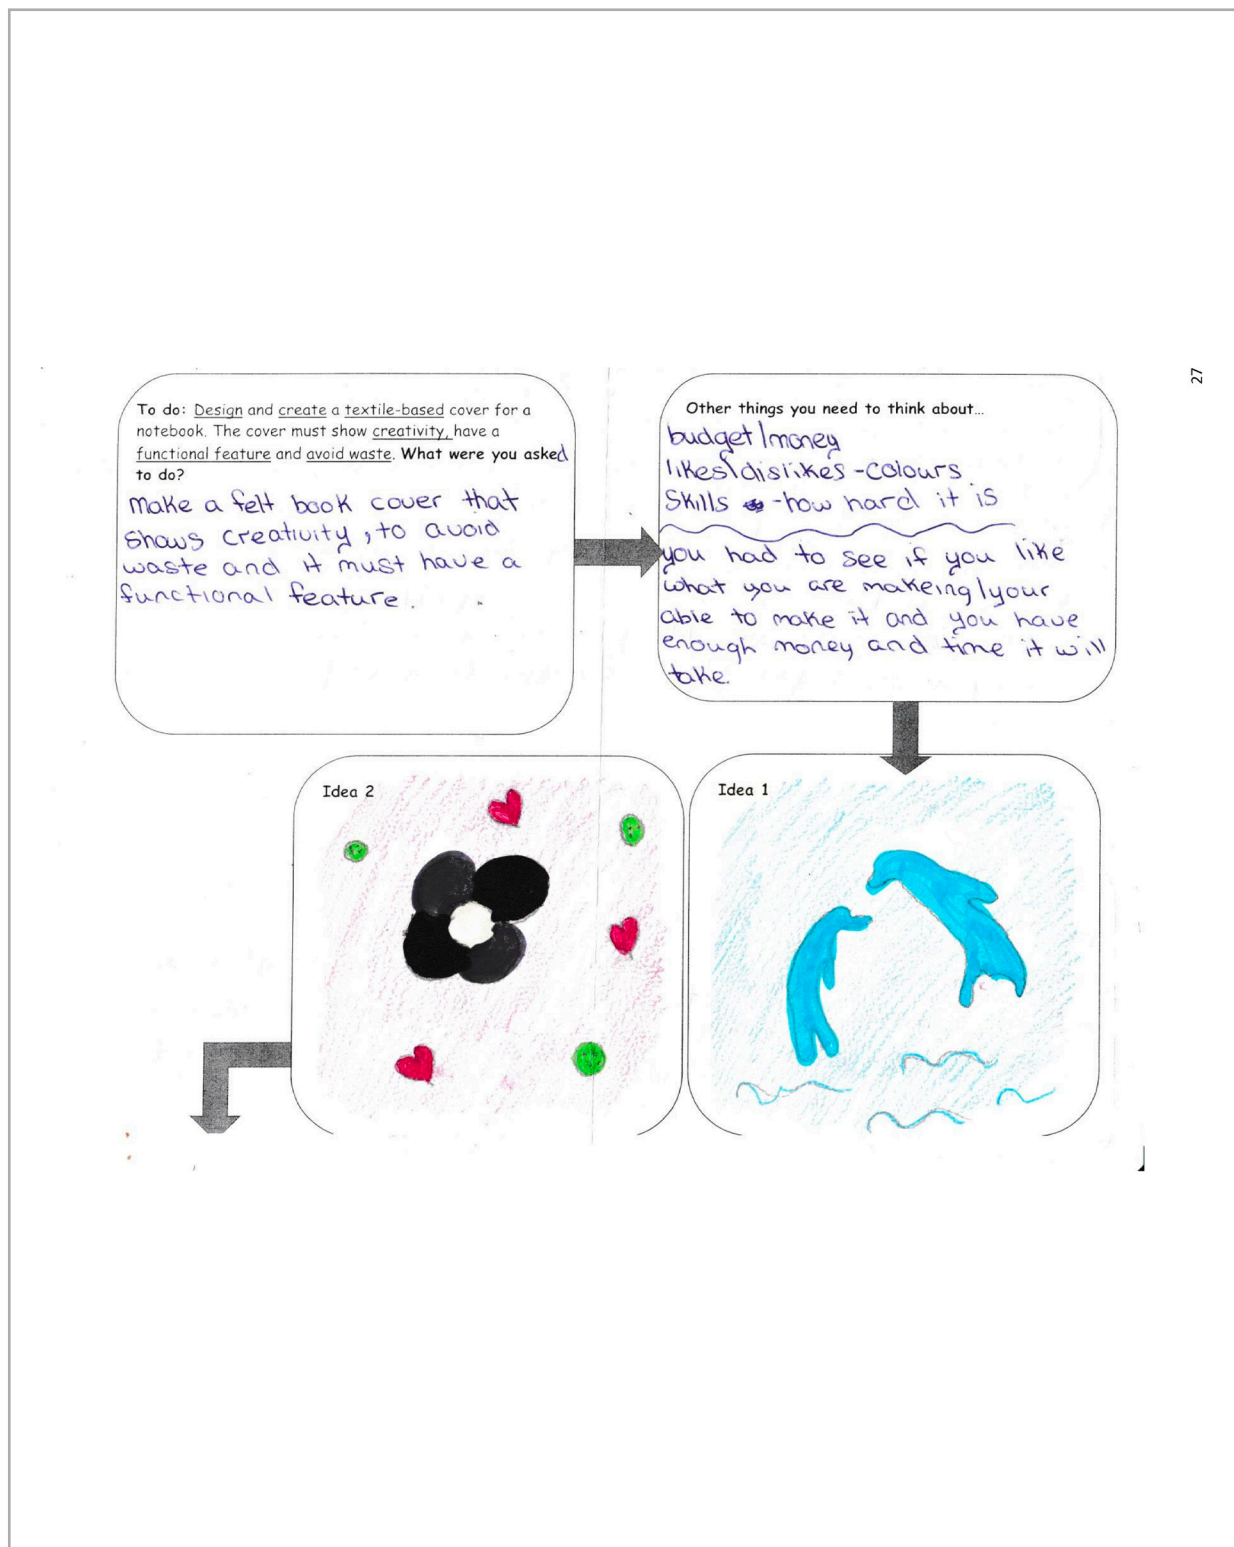 27
To do: Design and create a textile-based cover for a
notebook. The cover must show creativity, have a
functional feature and avoid waste. What were you asked
to do?
Make a felt book cover that
shows creativity, to avoid
waste and it must have a
functional feature.
Other things you need to think about...
budget/money
likes/dislikes - colours.
Skills - how hard it is
you had to see if you like
what you are makeing/your
able to make it and you have
enough money and time it will
take.
Idea 1
Idea 2